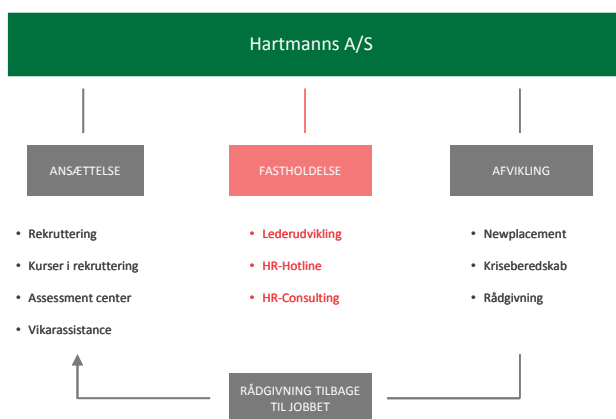 Hartmanns A/S
ANSÆTTELSE
• Rekruttering
• Kurser i rekruttering
• Assessment center
• Vikarassistance
FASTHOLDELSE
• Lederudvikling
• HR-Hotline
• HR-Consulting
AFVIKLING
• Newplacement
• Kriseberedskab
• Rådgivning
RÅDGIVNING TILBAGE
TIL JOBBET